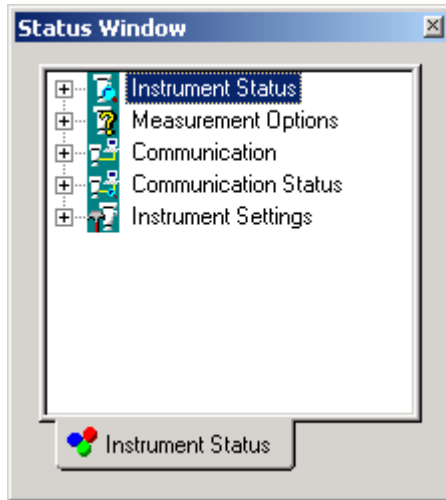 Status Window
Instrument Status
Measurement Options
Communication
Communication Status
Instrument Settings
Instrument Status